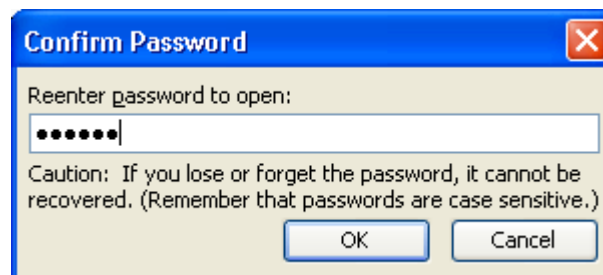 Confirm Password
Reenter password to open:
●●●●●●
Caution:  If you lose or forget the password, it cannot be
recovered. (Remember that passwords are case sensitive.)
OK
Cancel